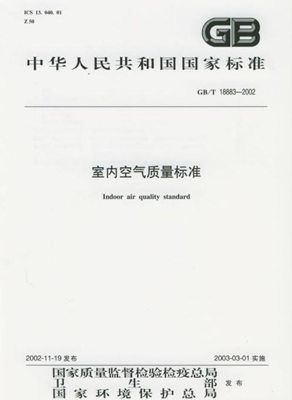 ICS 13.040.01
Z 50
GB
中华人民共和国国家标准
GB/T 18883—2002
室内空气质量标准
Indoor air quality standard
2002-11-19 发布
2003-03-01 实施
国家质量监督检验检疫总局
卫生部
国家环境保护总局
发布